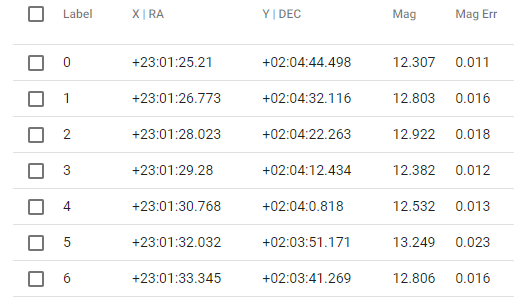 Label X | RA Y | DEC Mag Mag Err
0 +23:01:25.21 +02:04:44.498 12.307 0.011
1 +23:01:26.773 +02:04:32.116 12.803 0.016
2 +23:01:28.023 +02:04:22.263 12.922 0.018
3 +23:01:29.28 +02:04:12.434 12.382 0.012
4 +23:01:30.768 +02:04:0.818 12.532 0.013
5 +23:01:32.032 +02:03:51.171 13.249 0.023
6 +23:01:33.345 +02:03:41.269 12.806 0.016